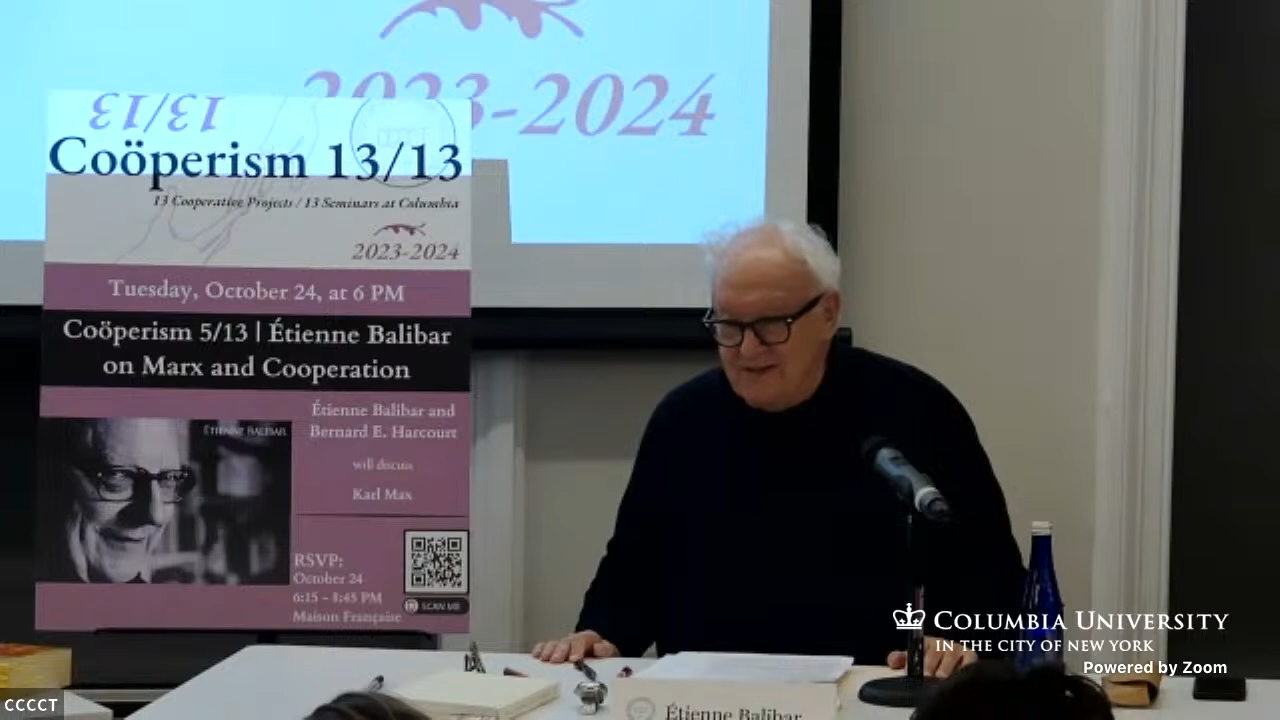 2023-2024
13/13
Coöperism 13/13
13 Cooperative Projects / 13 Seminars at Columbia
2023-2024
Tuesday, October 24, at 6 PM
Coöperism 5/13 | Étienne Balibar
on Marx and Cooperation
Étienne Balibar and
Bernard E. Harcourt
will discuss
Karl Max
ÉTIENNE BALIBAR
RSVP:
October 24
6:15 - 8:45 PM
Maison Française
SCAN ME
Étienne Balibar
COLUMBIA UNIVERSITY
IN THE CITY OF NEW YORK
Powered by Zoom
CCCCT